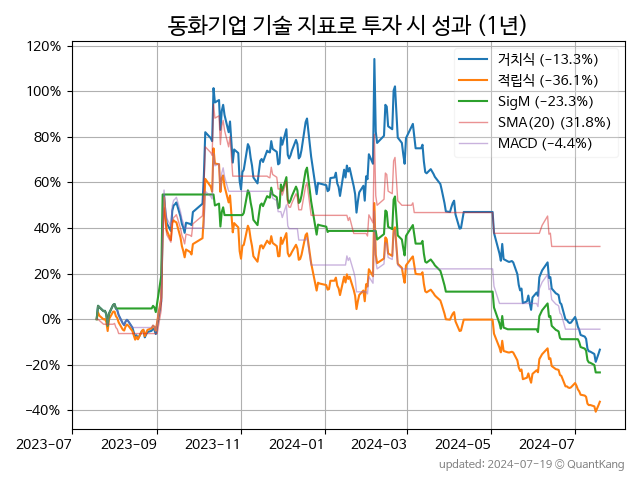 동화기업 기술 지표로 투자 시 성과 (1년)
120%
100%
80%
60%
40%
20%
0%
−20%
−40%
거치식 (−13.3%)
적립식 (−36.1%)
SigM (−23.3%)
SMA(20) (31.8%)
MACD (−4.4%)
2023-07
2023-09
2023-11
2024-01
2024-03
2024-05
2024-07
updated: 2024-07-19 @ QuantKang